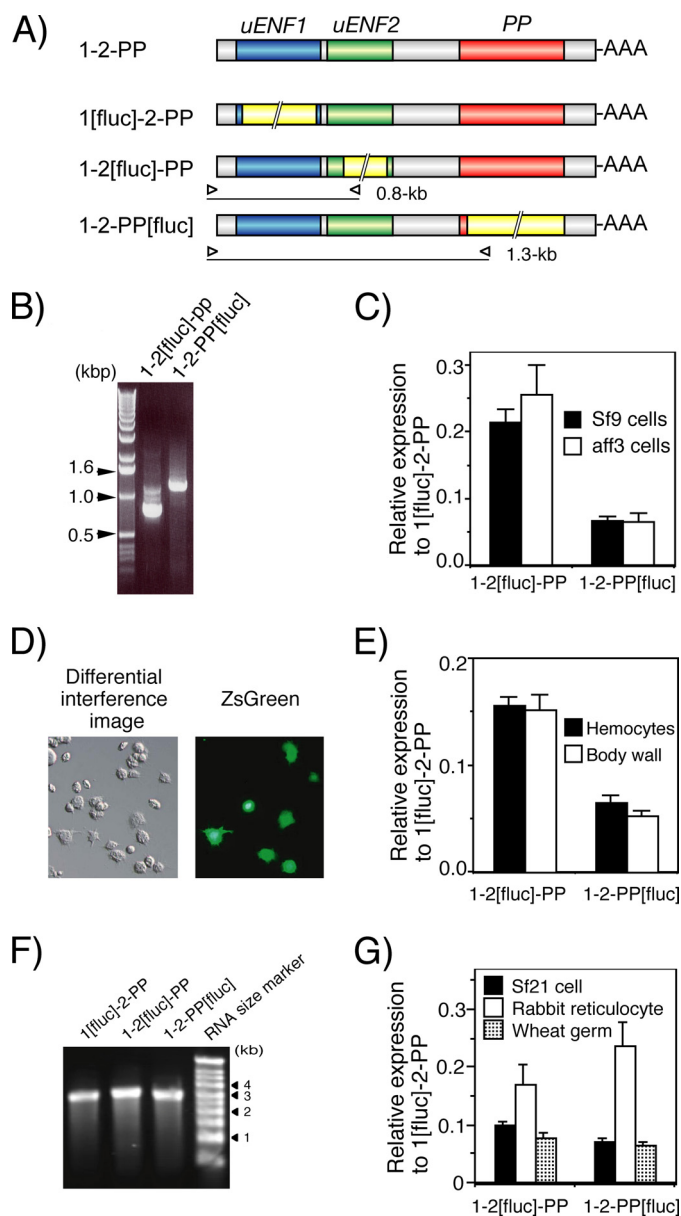 A)
uENF1 uENF2 PP
1-2-PP -AAA
1[fluc]-2-PP -AAA
1-2[fluc]-PP -AAA
0.8-kb
1-2-PP[fluc] -AAA
1.3-kb
B)
(kbp)
1-2[fluc]-pp
1-2-PP[fluc]
1.6
1.0
0.5
C)
Relative expression
to 1[fluc]-2-PP
0.3
0.2
0.1
0.0
Sf9 cells
aff3 cells
1-2[fluc]-PP 1-2-PP[fluc]
D)
Differential
interference
image
ZsGreen
E)
Relative expression
to 1[fluc]-2-PP
0.2
0.1
0.0
Hemocytes
Body wall
1-2[fluc]-PP 1-2-PP[fluc]
F)
1[fluc]-2-PP
1-2[fluc]-PP
1-2-PP[fluc]
RNA size marker
(kb)
4
3
2
1
G)
Relative expression
to 1[fluc]-2-PP
0.3
0.2
0.1
0
Sf21 cell
Rabbit reticulocyte
Wheat germ
1-2[fluc]-PP 1-2-PP[fluc]